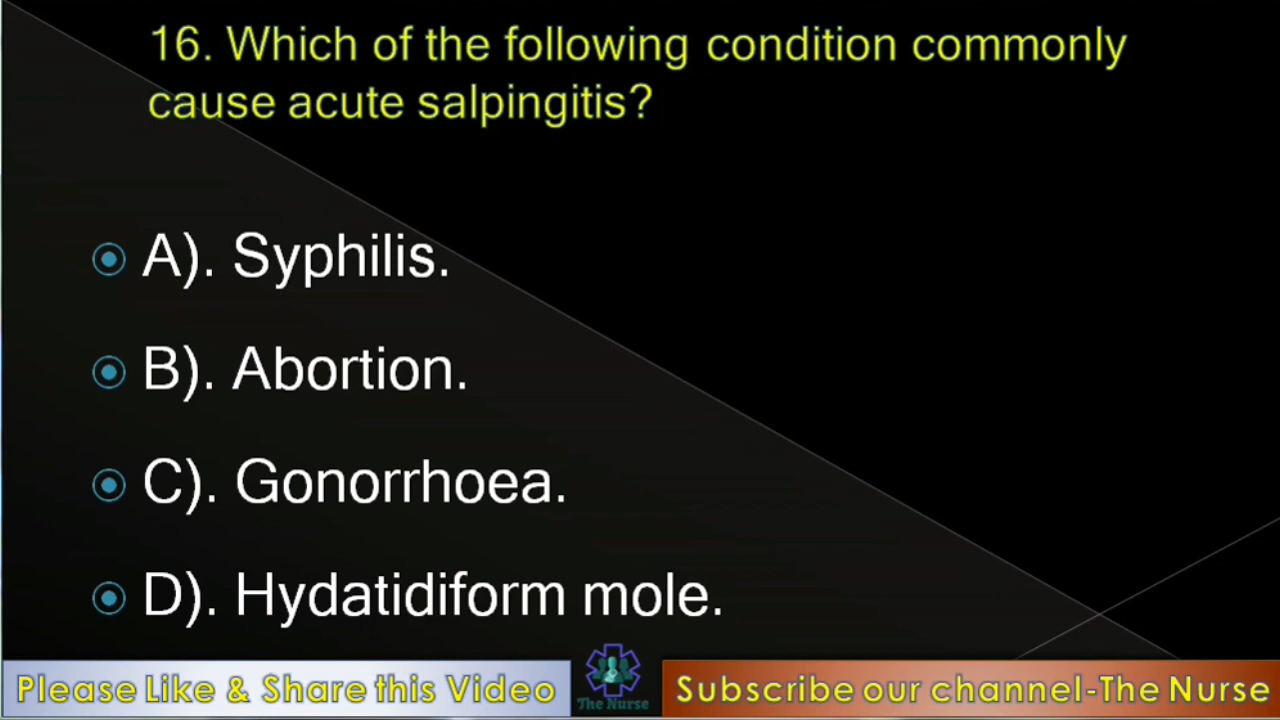 16. Which of the following condition commonly
cause acute salpingitis?
A). Syphilis.
B). Abortion.
C). Gonorrhoea.
D). Hydatidiform mole.
Please Like & Share this Video
The Nurse
Subscribe our channel-The Nurse